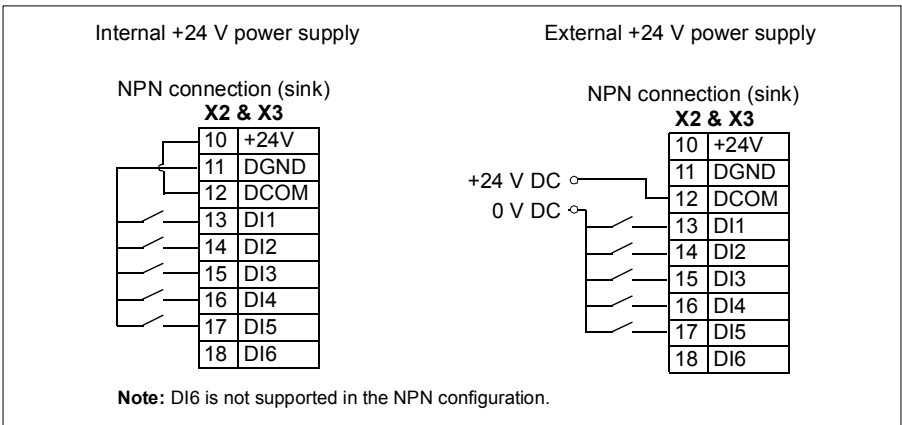 Internal +24 V power supply
NPN connection (sink)
X2 & X3
10 +24V
11 DGND
12 DCOM
13 DI1
14 DI2
15 DI3
16 DI4
17 DI5
18 DI6
External +24 V power supply
NPN connection (sink)
X2 & X3
+24 V DC
0 V DC
10 +24V
11 DGND
12 DCOM
13 DI1
14 DI2
15 DI3
16 DI4
17 DI5
18 DI6
Note: DI6 is not supported in the NPN configuration.